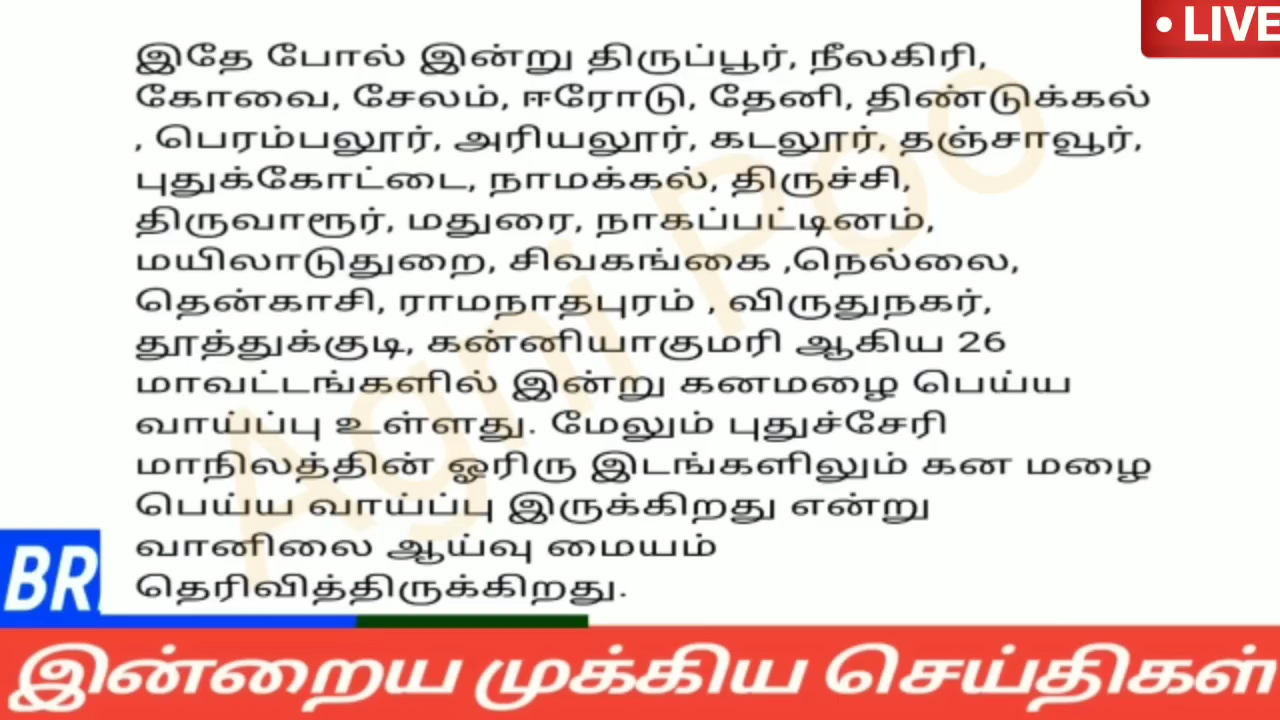 • LIVE
இதே போல் இன்று திருப்பூர், நீலகிரி,
கோவை, சேலம், ஈரோடு, தேனி, திண்டுக்கல்
, பெரம்பலூர், அரியலூர், கடலூர், தஞ்சாவூர்,
புதுக்கோட்டை, நாமக்கல், திருச்சி,
திருவாரூர், மதுரை, நாகப்பட்டினம்,
மயிலாடுதுறை, சிவகங்கை ,நெல்லை,
தென்காசி, ராமநாதபுரம் , விருதுநகர்,
தூத்துக்குடி, கன்னியாகுமரி ஆகிய 26
மாவட்டங்களில் இன்று கனமழை பெய்ய
வாய்ப்பு உள்ளது. மேலும் புதுச்சேரி
மாநிலத்தின் ஓரிரு இடங்களிலும் கன மழை
பெய்ய வாய்ப்பு இருக்கிறது என்று
வானிலை ஆய்வு மையம்
தெரிவித்திருக்கிறது.
Agni Poo
BR
இன்றைய முக்கிய செய்திகள்